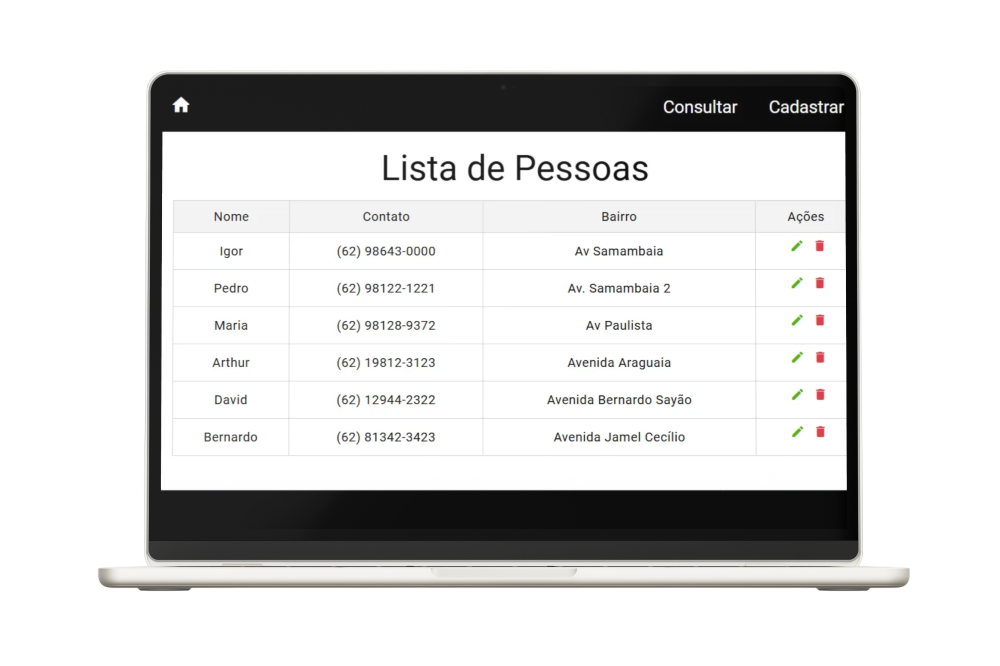 Consultar Cadastrar
Lista de Pessoas
Nome Contato Bairro Ações
Igor (62) 98643-0000 Av Samambaia
Pedro (62) 98122-1221 Av. Samambaia 2
Maria (62) 98128-9372 Av Paulista
Arthur (62) 19812-3123 Avenida Araguaia
David (62) 12944-2322 Avenida Bernardo Sayão
Bernardo (62) 81342-3423 Avenida Jamel Cecílio